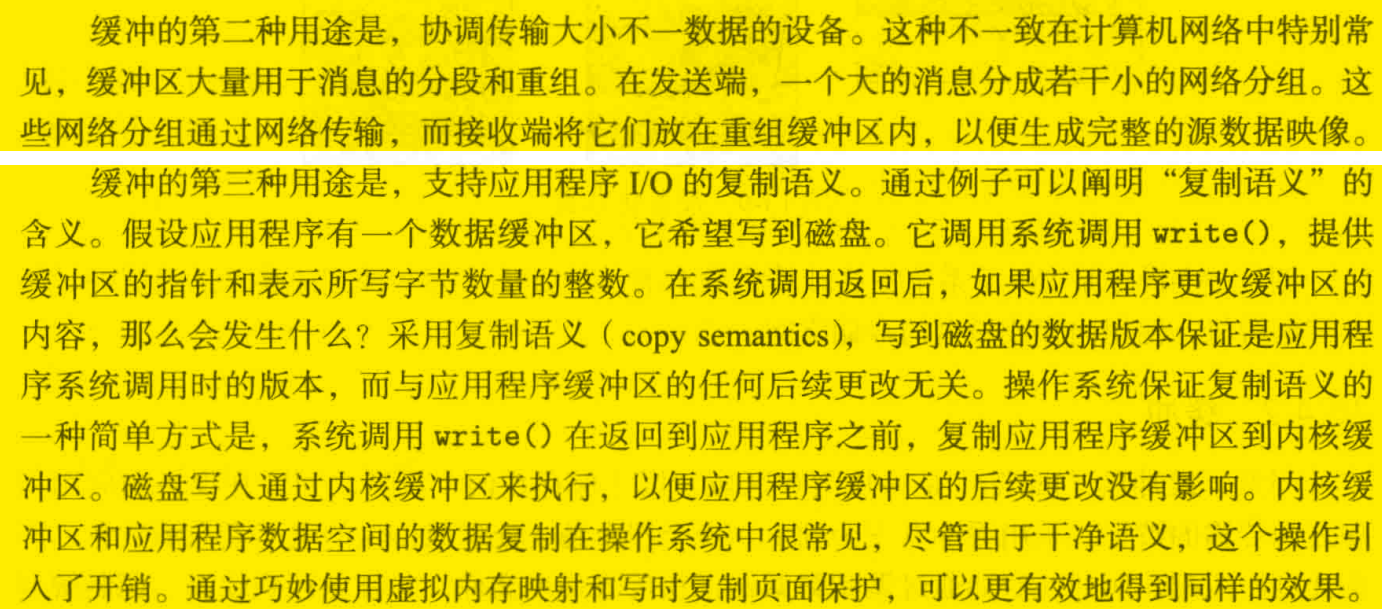 缓冲的第二种用途是，协调传输大小不一数据的设备。这种不一致在计算机网络中特别常
见，缓冲区大量用于消息的分段和重组。在发送端，一个大的消息分成若干小的网络分组。这
些网络分组通过网络传输，而接收端将它们放在重组缓冲区内，以便生成完整的源数据映像。
缓冲的第三种用途是，支持应用程序 I/O 的复制语义。通过例子可以阐明“复制语义”的
含义。假设应用程序有一个数据缓冲区，它希望写到磁盘。它调用系统调用 write()，提供
缓冲区的指针和表示所写字节数量的整数。在系统调用返回后，如果应用程序更改缓冲区的
内容，那么会发生什么？采用复制语义（copy semantics），写到磁盘的数据版本保证是应用程
序系统调用时的版本，而与应用程序缓冲区的任何后续更改无关。操作系统保证复制语义的
一种简单方式是，系统调用 write() 在返回到应用程序之前，复制应用程序缓冲区到内核缓
冲区。磁盘写入通过内核缓冲区来执行，以便应用程序缓冲区的后续更改没有影响。内核缓
冲区和应用程序数据空间的数据复制在操作系统中很常见，尽管由于干净语义，这个操作引
入了开销。通过巧妙使用虚拟内存映射和写时复制页面保护，可以更有效地得到同样的效果。